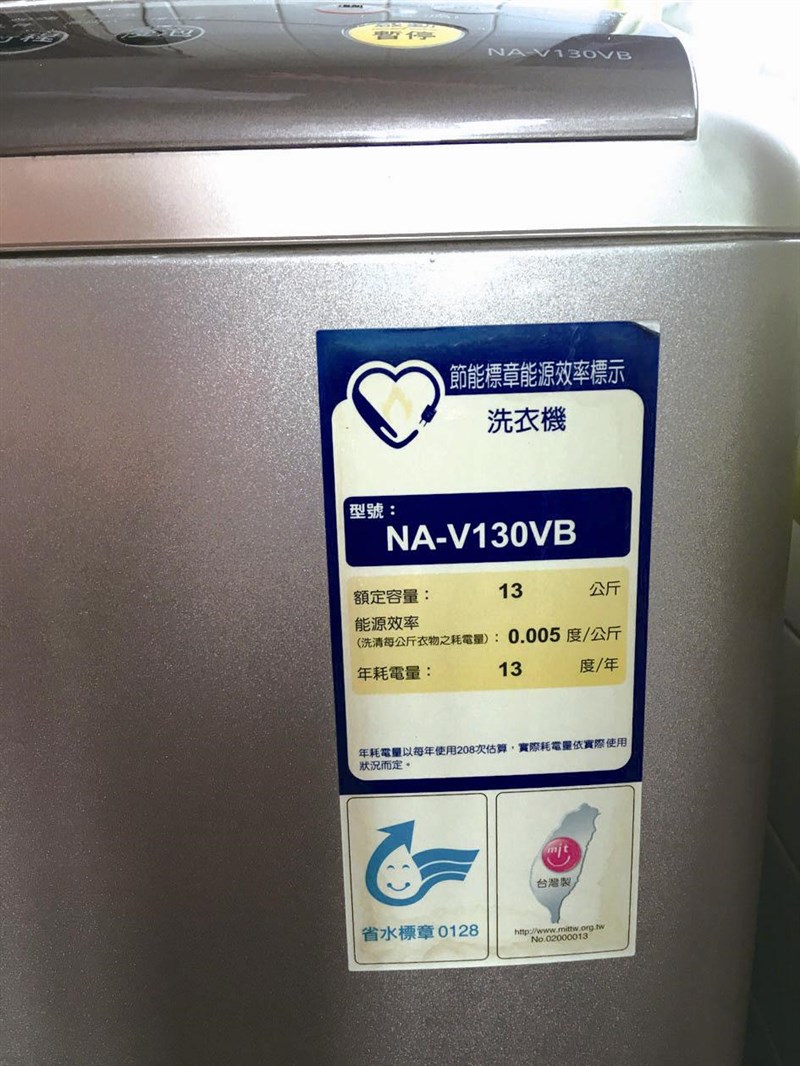 暫停
NA-V130VB
節能標章能源效率標示
洗衣機
型號：
NA-V130VB
額定容量： 13 公斤
能源效率
(洗清每公斤衣物之耗電量)： 0.005 度/公斤
年耗電量： 13 度/年
年耗電量以每年使用208次估算，實際耗電量依實際使用
狀況而定。
省水標章 0128
mit
台灣製
http://www.mittw.org.tw
No.02000013